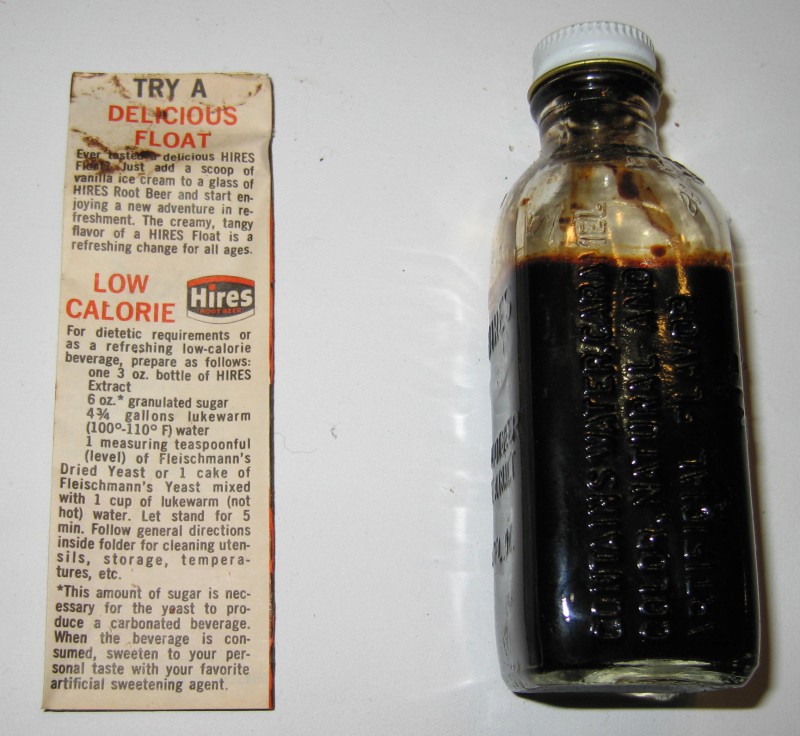 TRY A
DELICIOUS
FLOAT
Ever tasted a delicious HIRES
Float? Just add a scoop of
vanilla ice cream to a glass of
HIRES Root Beer and start en-
joying a new adventure in re-
freshment. The creamy, tangy
flavor of a HIRES Float is a
refreshing change for all ages.
LOW
CALORIE
Hires
ROOT BEER
For dietetic requirements or
as a refreshing low-calorie
beverage, prepare as follows:
one 3 oz. bottle of HIRES
Extract
6 oz.* granulated sugar
4¾ gallons lukewarm
(100°-110° F) water
1 measuring teaspoonful
(level) of Fleischmann's
Dried Yeast or 1 cake of
Fleischmann's Yeast mixed
with 1 cup of lukewarm (not
hot) water. Let stand for 5
min. Follow general directions
inside folder for cleaning uten-
sils, storage, tempera-
tures, etc.
*This amount of sugar is nec-
essary for the yeast to pro-
duce a carbonated beverage.
When the beverage is con-
sumed, sweeten to your per-
sonal taste with your favorite
artificial sweetening agent.
CONTAINS WATER, CARAMEL
COLOR, NATURAL AND
ARTIFICIAL FLAVOR